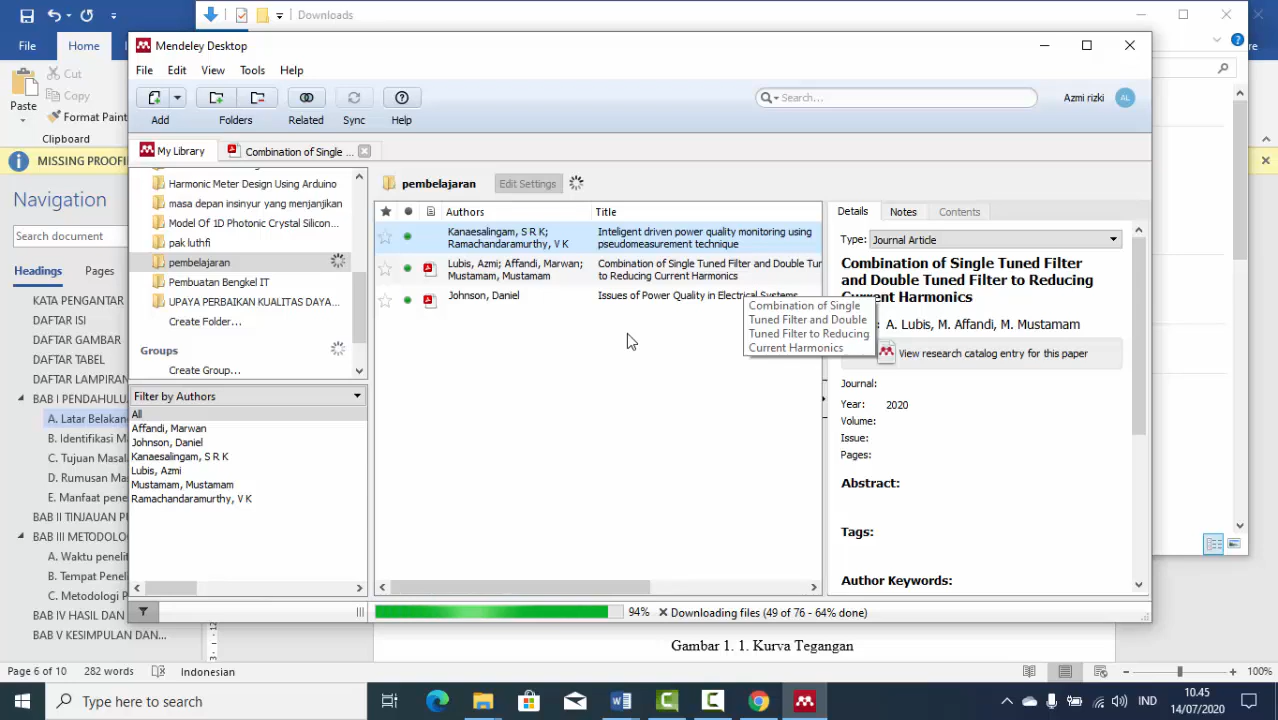 Downloads
File
Home
Cut
Copy
Format Paint
Paste
Clipboard
MISSING PROOFI
Navigation
Search document
Headings
Pages
KATA PENGANTAR
DAFTAR ISI
DAFTAR GAMBAR
DAFTAR TABEL
DAFTAR LAMPIRAN
BAB I PENDAHULU
A. Latar Belakan
B. Identifikasi M
C. Tujuan Masal
D. Rumusan Ma
E. Manfaat pene
BAB II TINJAUAN P
BAB III METODOLO
A. Waktu penelit
B. Tempat Penel
C. Metodologi P
BAB IV HASIL DAN
BAB V KESIMPULAN DAN...
Mendeley Desktop
File Edit View Tools Help
Add
Folders
Related
Sync
Help
Search...
Azmi rizki
AL
My Library
Combination of Single ...
Harmonic Meter Design Using Arduino
masa depan insinyur yang menjanjikan
Model Of 1D Photonic Crystal Silicon...
pak luthfi
pembelajaran
Pembuatan Bengkel IT
UPAYA PERBAIKAN KUALITAS DAYA...
Create Folder...
Groups
Create Group...
Filter by Authors
All
Affandi, Marwan
Johnson, Daniel
Kanaesalingam, S R K
Lubis, Azmi
Mustamam, Mustamam
Ramachandaramurthy, V K
pembelajaran
Edit Settings
Authors
Title
Kanaesalingam, S R K;
Ramachandaramurthy, V K
Inteligent driven power quality monitoring using
pseudomeasurement technique
Lubis, Azmi; Affandi, Marwan;
Mustamam, Mustamam
Combination of Single Tuned Filter and Double Tur
to Reducing Current Harmonics
Johnson, Daniel
Issues of Power Quality in Electrical Systems
Combination of Single
Tuned Filter and Double
Tuned Filter to Reducing
Current Harmonics
Details
Notes
Contents
Type:
Journal Article
Combination of Single Tuned Filter
and Double Tuned Filter to Reducing
Current Harmonics
A. Lubis, M. Affandi, M. Mustamam
View research catalog entry for this paper
Journal:
Year: 2020
Volume:
Issue:
Pages:
Abstract:
Tags:
Author Keywords:
94%
Downloading files (49 of 76 - 64% done)
Gambar 1. 1. Kurva Tegangan
Page 6 of 10
282 words
Indonesian
100%
Type here to search
IND
10.45
14/07/2020